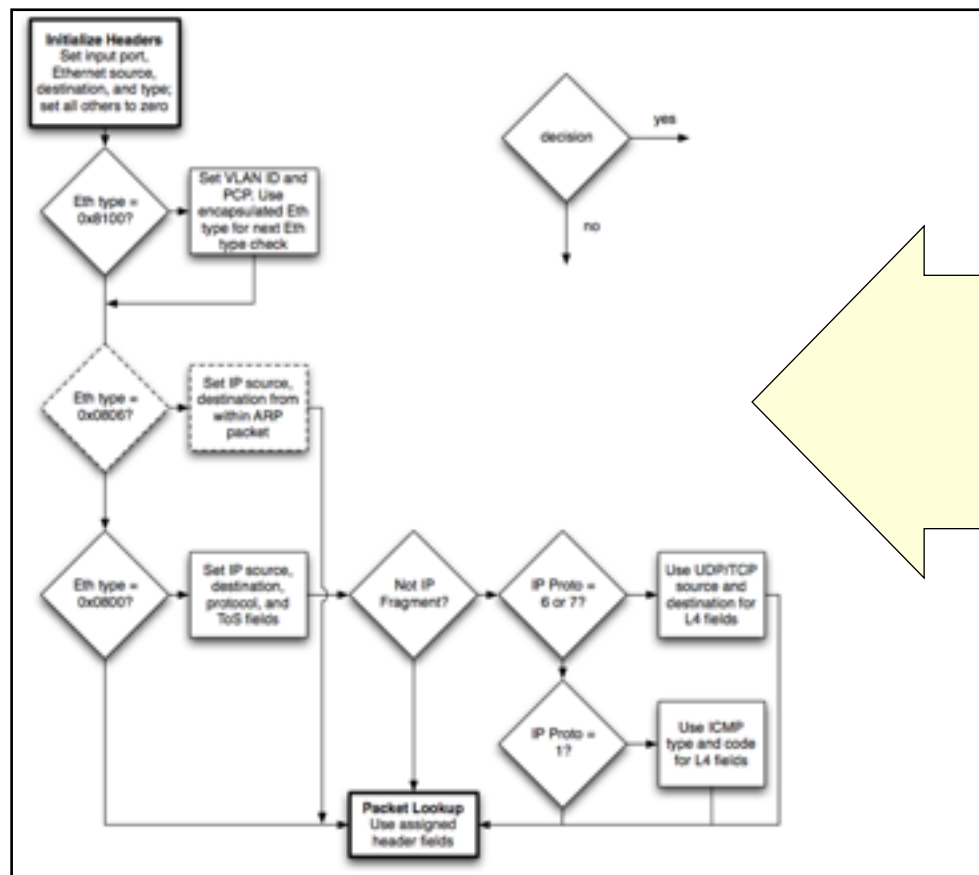 Initialize Headers
Set input port,
Ethernet source,
destination, and type;
set all others to zero
decision
yes
no
Eth type =
0x8100?
Set VLAN ID and
PCP. Use
encapsulated Eth
type for next Eth
type check
Eth type =
0x0806?
Set IP source,
destination from
within ARP
packet
Eth type =
0x0800?
Set IP source,
destination,
protocol, and
ToS fields
Not IP
Fragment?
IP Proto =
6 or 7?
Use UDP/TCP
source and
destination for
L4 fields
IP Proto =
1?
Use ICMP
type and code
for L4 fields
Packet Lookup
Use assigned
header fields